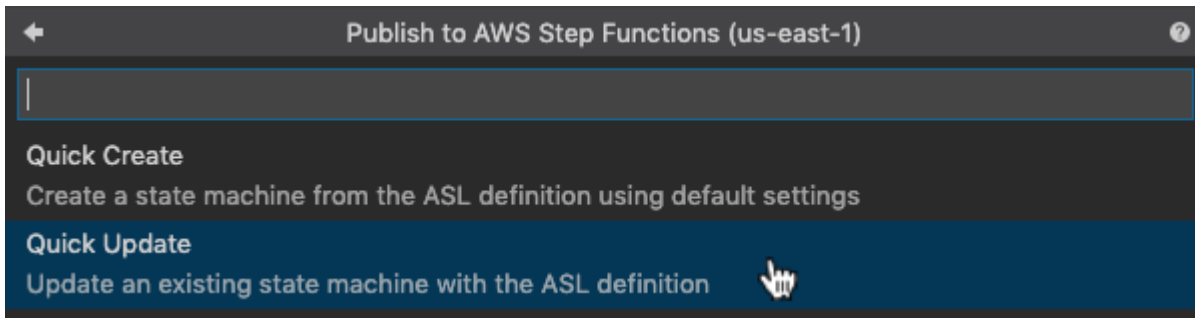 Publish to AWS Step Functions (us-east-1)
Quick Create
Create a state machine from the ASL definition using default settings
Quick Update
Update an existing state machine with the ASL definition